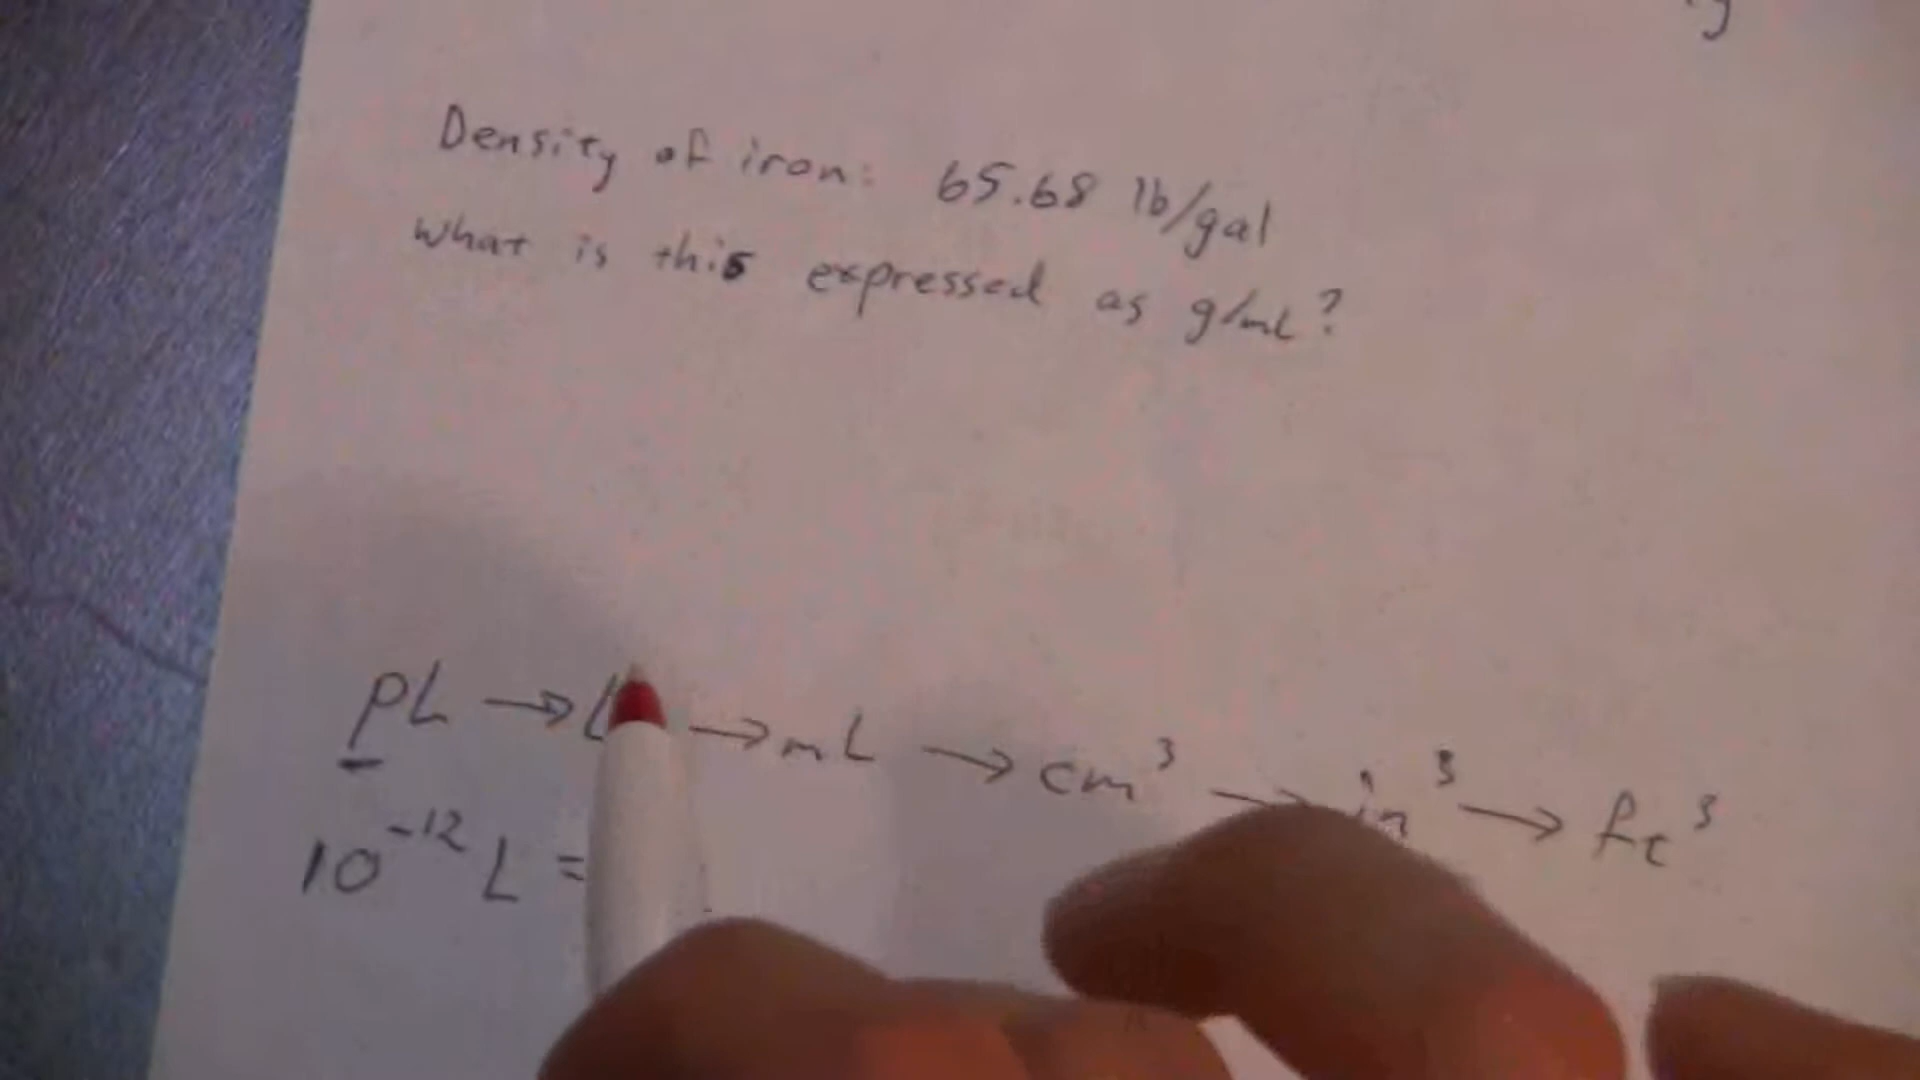 Density of iron: 65.68 lb/gal
What is this expressed as g/mL?
pL → L → mL → cm³ → in³ → ft³
10⁻¹² L =